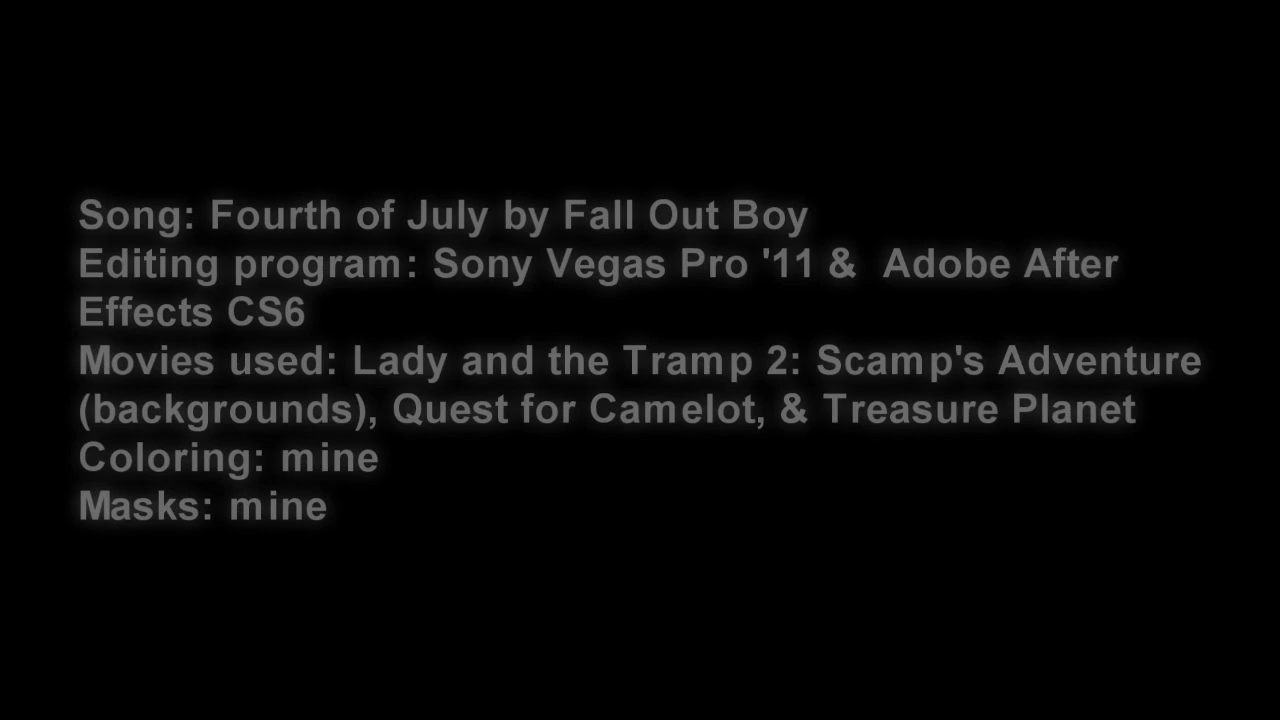 Song: Fourth of July by Fall Out Boy
Editing program: Sony Vegas Pro '11 &  Adobe After
Effects CS6
Movies used: Lady and the Tramp 2: Scamp's Adventure
(backgrounds), Quest for Camelot, & Treasure Planet
Coloring: mine
Masks: mine